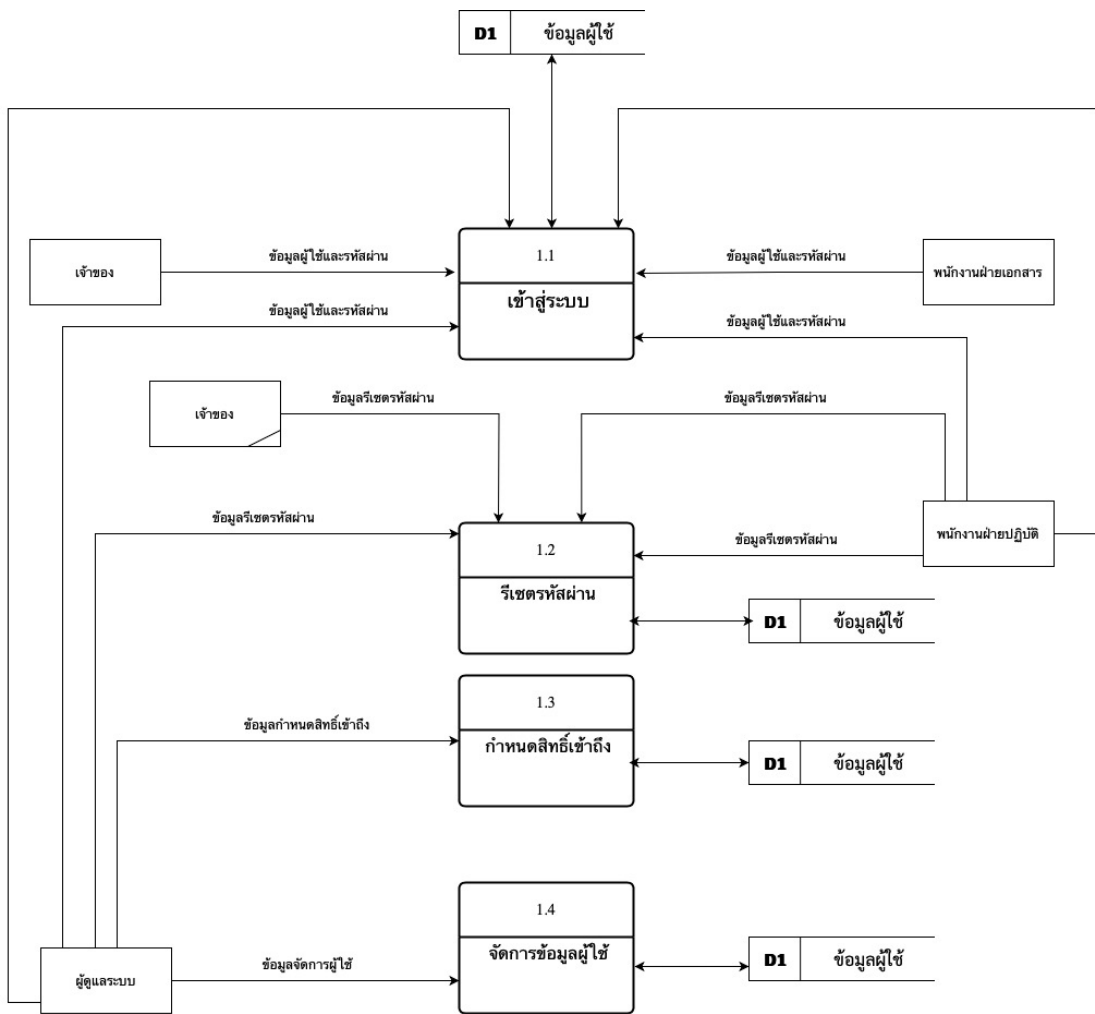 D1 ข้อมูลผู้ใช้
1.1
เข้าสู่ระบบ
เจ้าของ
ข้อมูลผู้ใช้และรหัสผ่าน
ข้อมูลผู้ใช้และรหัสผ่าน
พนักงานฝ่ายเอกสาร
ข้อมูลผู้ใช้และรหัสผ่าน
ข้อมูลผู้ใช้และรหัสผ่าน
เจ้าของ
ข้อมูลรีเซตรหัสผ่าน
ข้อมูลรีเซตรหัสผ่าน
ข้อมูลรีเซตรหัสผ่าน
1.2
รีเซตรหัสผ่าน
ข้อมูลรีเซตรหัสผ่าน
พนักงานฝ่ายปฏิบัติ
D1 ข้อมูลผู้ใช้
1.3
กำหนดสิทธิ์เข้าถึง
ข้อมูลกำหนดสิทธิ์เข้าถึง
D1 ข้อมูลผู้ใช้
1.4
จัดการข้อมูลผู้ใช้
D1 ข้อมูลผู้ใช้
ผู้ดูแลระบบ
ข้อมูลจัดการผู้ใช้